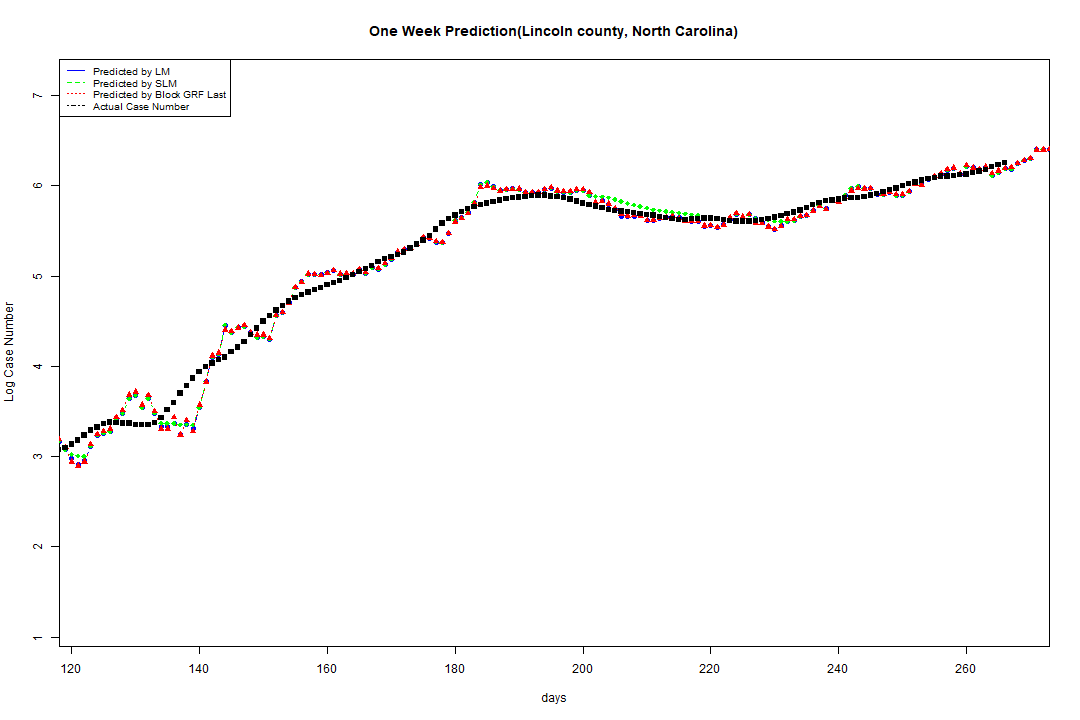 One Week Prediction(Lincoln county, North Carolina)
Predicted by LM
Predicted by SLM
Predicted by Block GRF Last
Actual Case Number
7
6
5
4
3
2
1
Log Case Number
120 140 160 180 200 220 240 260
days